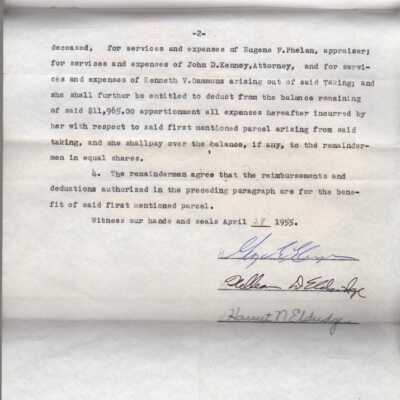 -2-
deceased, for services and expenses of Eugene F.Phelan, appraiser;
for services and expenses of John D.Kenney,Attorney, and for servi-
ces and expenses of Kenneth V.Gammons arising out of said Taking; and
she shall further be entitled to deduct from the balance remaining
of said $11,965.00 apportionment all expenses hereafter incurred by
her with respect to said first mentioned parcel arising from said
taking, and she shallpay over the balance, if any, to the remainder-
men in equal shares.
4. The remaindermen agree that the reimbursements and
deductions authorized in the preceding paragraph are for the bene-
fit of said first mentioned parcel.
Witness our hands and seals April 28 1955.
William D Eldridge
Harriet N Eldridge